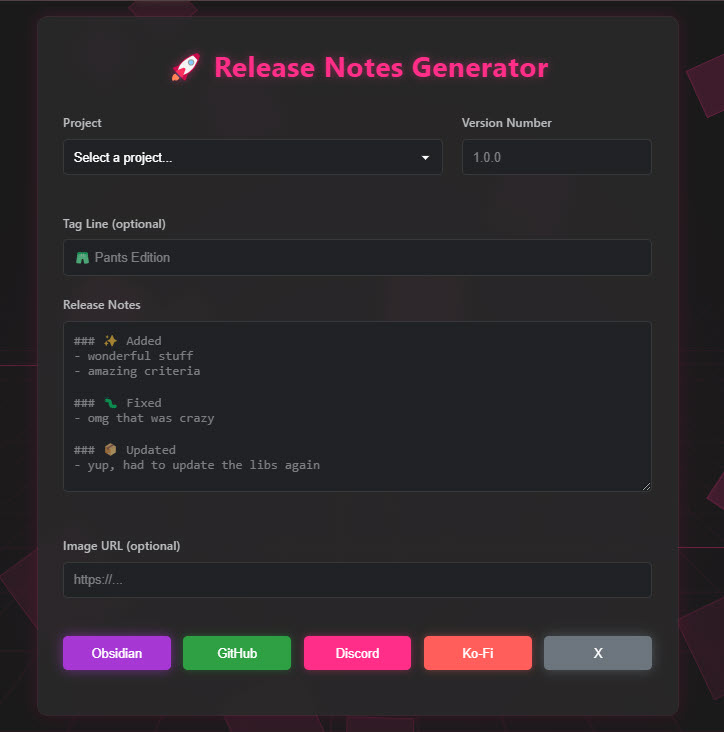 🚀 Release Notes Generator
Project
Version Number
Select a project...
1.0.0
Tag Line (optional)
🩳 Pants Edition
Release Notes
### ✨ Added
- wonderful stuff
- amazing criteria
### 🐛 Fixed
- omg that was crazy
### 📦 Updated
- yup, had to update the libs again
Image URL (optional)
https://...
Obsidian
GitHub
Discord
Ko-Fi
X